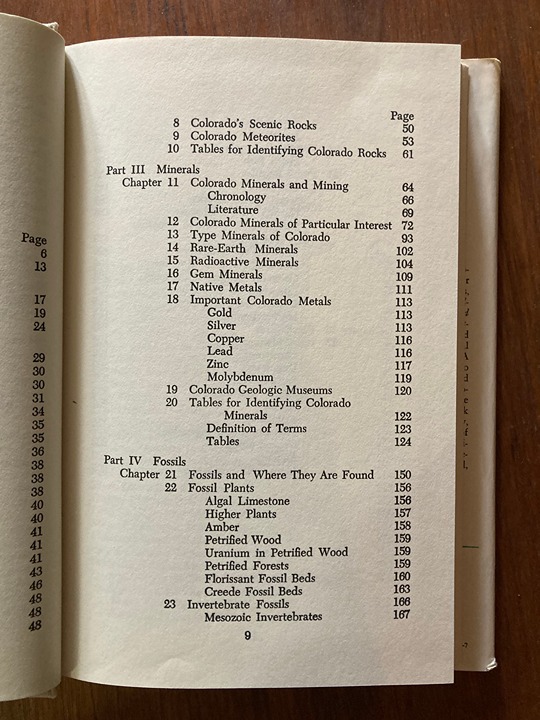 Page
6
13
17
19
24
29
30
30
31
34
35
35
36
38
38
38
40
40
41
41
41
43
46
48
48
48
Page
8 Colorado's Scenic Rocks 50
9 Colorado Meteorites 53
10 Tables for Identifying Colorado Rocks 61
Part III Minerals
Chapter 11 Colorado Minerals and Mining 64
Chronology 66
Literature 69
12 Colorado Minerals of Particular Interest 72
13 Type Minerals of Colorado 93
14 Rare-Earth Minerals 102
15 Radioactive Minerals 104
16 Gem Minerals 109
17 Native Metals 111
18 Important Colorado Metals 113
Gold 113
Silver 113
Copper 116
Lead 116
Zinc 117
Molybdenum 119
19 Colorado Geologic Museums 120
20 Tables for Identifying Colorado
Minerals 122
Definition of Terms 123
Tables 124
Part IV Fossils
Chapter 21 Fossils and Where They Are Found 150
22 Fossil Plants 156
Algal Limestone 156
Higher Plants 157
Amber 158
Petrified Wood 159
Uranium in Petrified Wood 159
Petrified Forests 159
Florissant Fossil Beds 160
Creede Fossil Beds 163
23 Invertebrate Fossils 166
Mesozoic Invertebrates 167
9